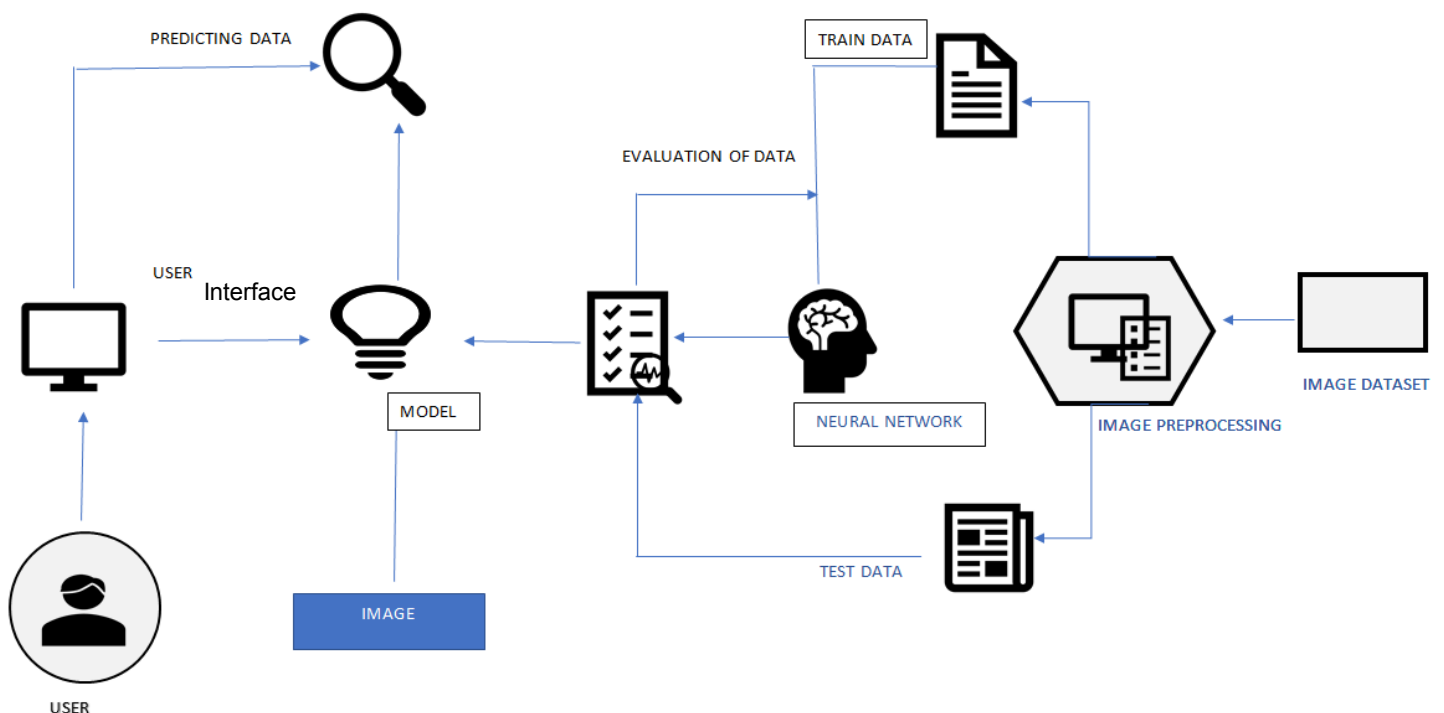 PREDICTING DATA
TRAIN DATA
EVALUATION OF DATA
USER
Interface
IMAGE DATASET
MODEL
NEURAL NETWORK
IMAGE PREPROCESSING
TEST DATA
IMAGE
USER